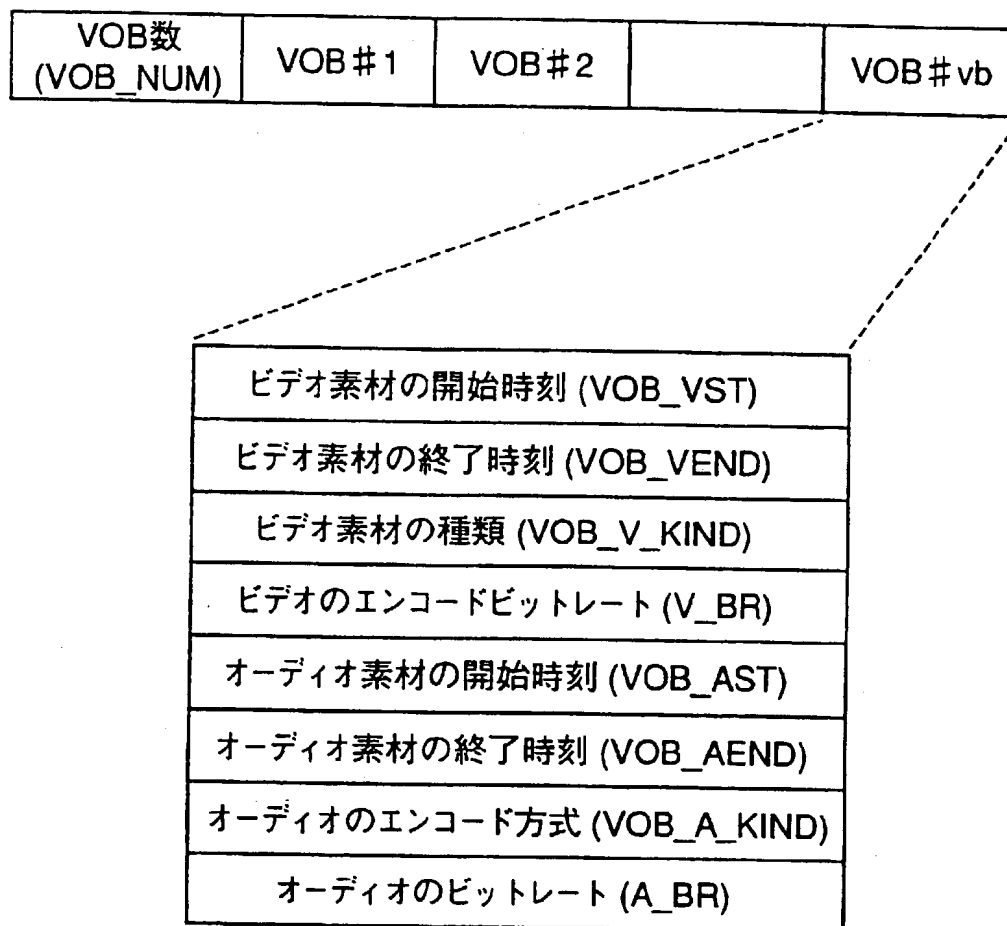 VOB数
(VOB_NUM)
VOB＃1
VOB＃2
VOB＃vb
ビデオ素材の開始時刻 (VOB_VST)
ビデオ素材の終了時刻 (VOB_VEND)
ビデオ素材の種類 (VOB_V_KIND)
ビデオのエンコードビットレート (V_BR)
オーディオ素材の開始時刻 (VOB_AST)
オーディオ素材の終了時刻 (VOB_AEND)
オーディオのエンコード方式 (VOB_A_KIND)
オーディオのビットレート (A_BR)